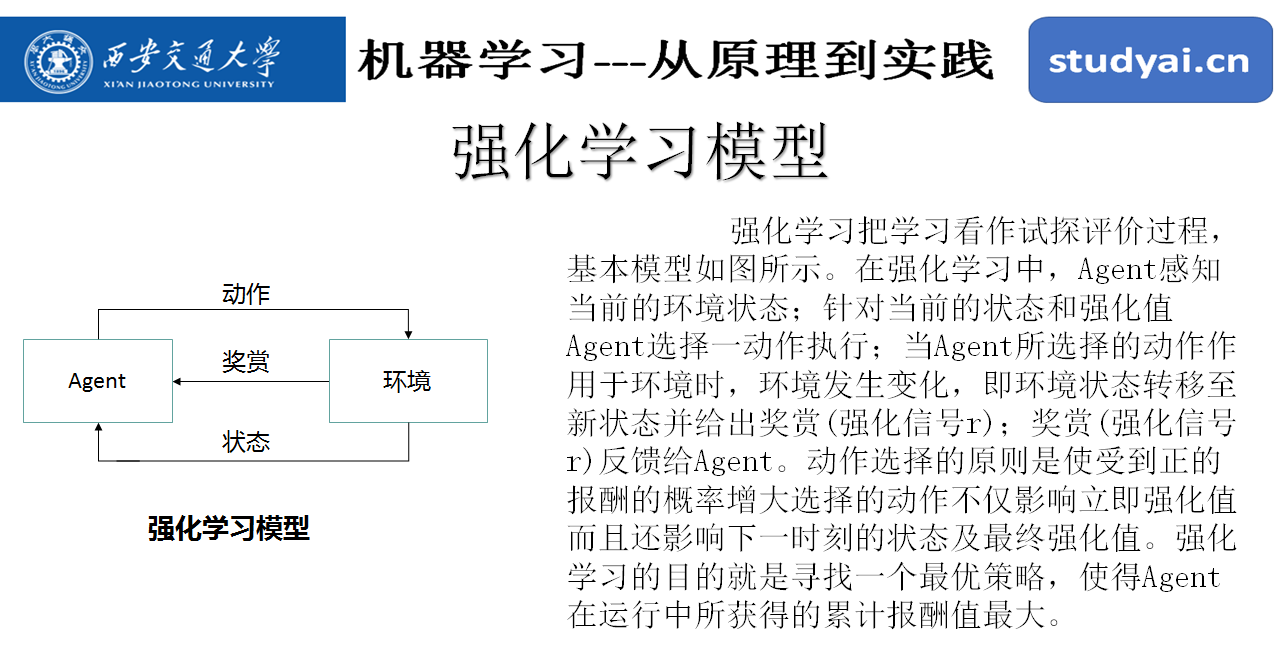 西安交通大学
XI'AN JIAOTONG UNIVERSITY
机器学习---从原理到实践
studyai.cn
强化学习模型
动作
Agent
奖赏
环境
状态
强化学习模型
强化学习把学习看作试探评价过程，
基本模型如图所示。在强化学习中，Agent感知
当前的环境状态；针对当前的状态和强化值
Agent选择一动作执行；当Agent所选择的动作作
用于环境时，环境发生变化，即环境状态转移至
新状态并给出奖赏(强化信号r)；奖赏(强化信号
r)反馈给Agent。动作选择的原则是使受到正的
报酬的概率增大选择的动作不仅影响立即强化值
而且还影响下一时刻的状态及最终强化值。强化
学习的目的就是寻找一个最优策略，使得Agent
在运行中所获得的累计报酬值最大。